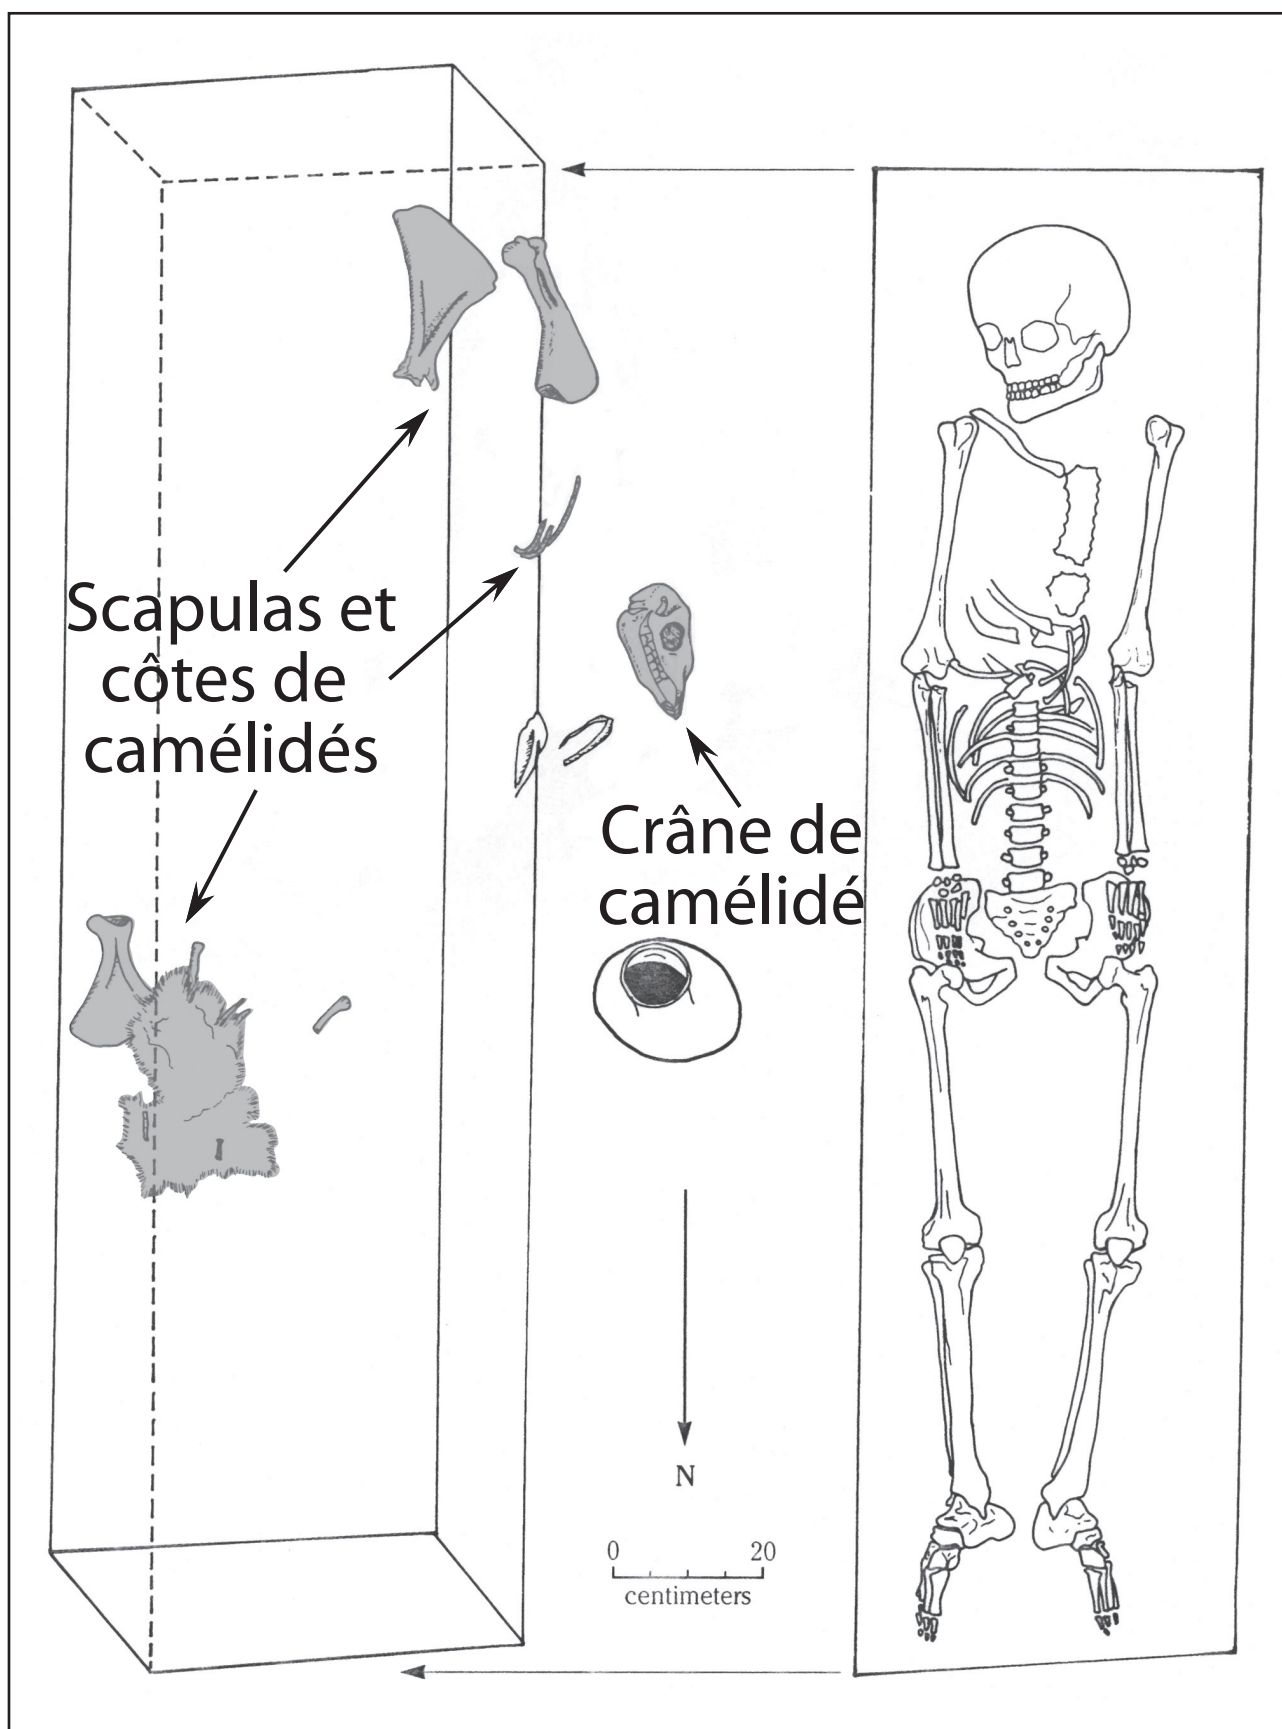 Scapulas et
côtes de
camélidés
Crâne de
camélidé
N
0 20
centimeters